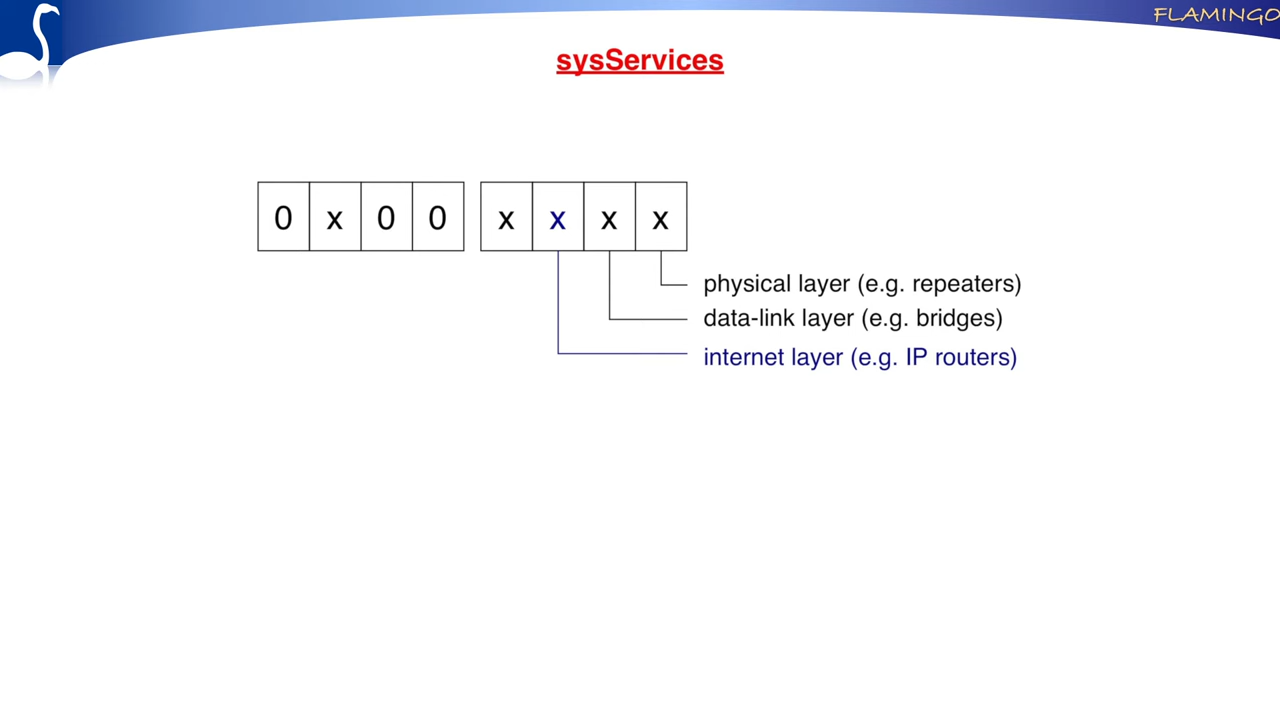 FLAMINGO
sysServices
0 x 0 0 x x x x
physical layer (e.g. repeaters)
data-link layer (e.g. bridges)
internet layer (e.g. IP routers)